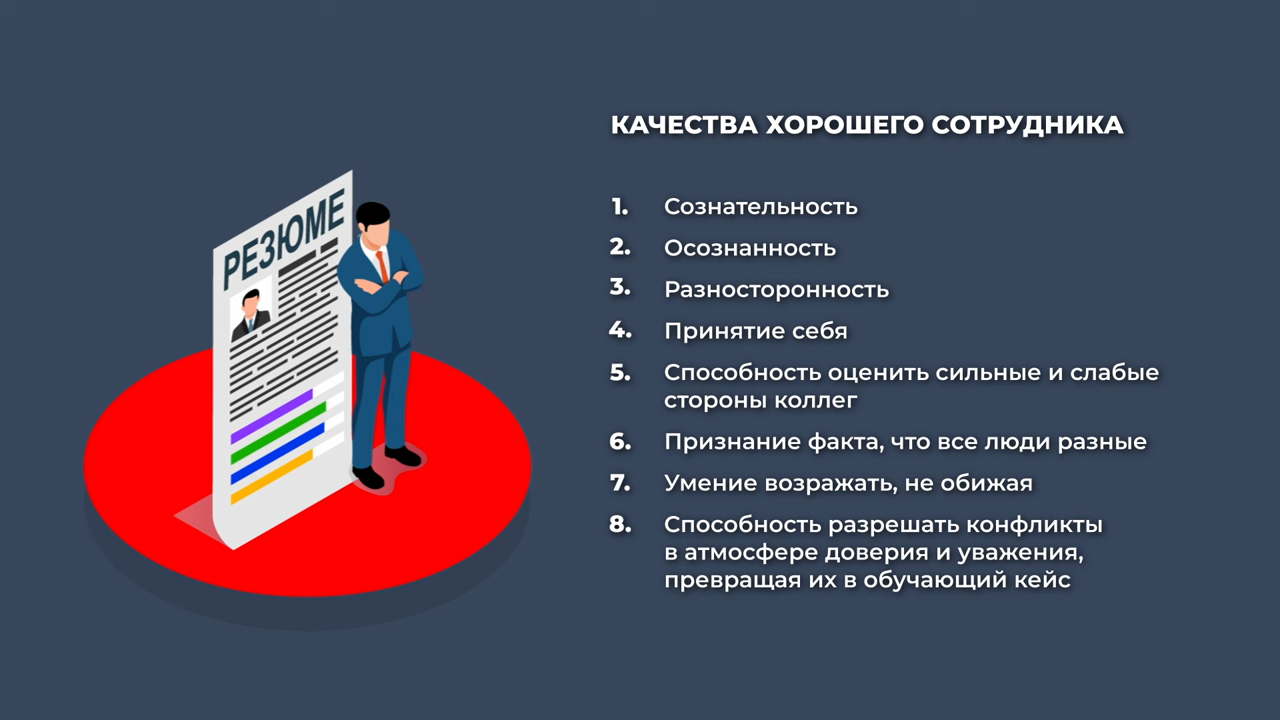 КАЧЕСТВА ХОРОШЕГО СОТРУДНИКА
РЕЗЮМЕ
1. Сознательность
2. Осознанность
3. Разносторонность
4. Принятие себя
5. Способность оценить сильные и слабые
стороны коллег
6. Признание факта, что все люди разные
7. Умение возражать, не обижая
8. Способность разрешать конфликты
в атмосфере доверия и уважения,
превращая их в обучающий кейс